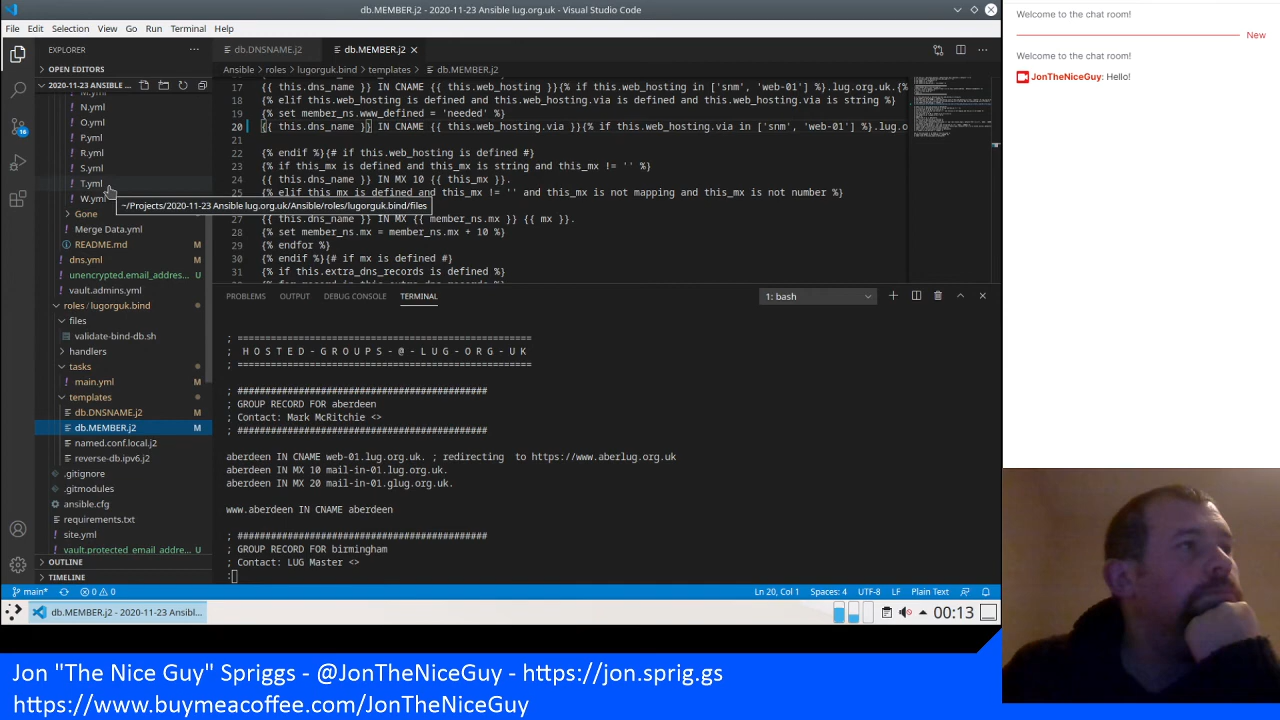 db.MEMBER.j2 - 2020-11-23 Ansible lug.org.uk - Visual Studio Code
File Edit Selection View Go Run Terminal Help
EXPLORER
OPEN EDITORS
2020-11-23 ANSIBLE ...
N.yml
O.yml
P.yml
R.yml
S.yml
T.yml
W.yml
~/Projects/2020-11-23 Ansible lug.org.uk/Ansible/roles/lugorguk.bind/files
Gone
Merge Data.yml
README.md M
dns.yml M
unencrypted.email_addres... U
vault.admins.yml
roles / lugorguk.bind
files
validate-bind-db.sh
handlers
tasks
main.yml M
templates
db.DNSNAME.j2 M
db.MEMBER.j2 M
named.conf.local.j2
reverse-db.ipv6.j2
.gitignore
.gitmodules
ansible.cfg
requirements.txt
site.yml
vault.protected_email_addre... U
OUTLINE
TIMELINE
16
db.DNSNAME.j2 db.MEMBER.j2
Ansible > roles > lugorguk.bind > templates > db.MEMBER.j2
17 {{ this.dns_name }} IN CNAME {{ this.web_hosting }}{% if this.web_hosting in ['snm', 'web-01'] %}.lug.org.uk.{%
18 {% elif this.web_hosting is defined and this.web_hosting.via is defined and this.web_hosting.via is string %}
19 {% set member_ns.www_defined = 'needed' %}
20 {{ this.dns_name }} IN CNAME {{ this.web_hosting.via }}{% if this.web_hosting.via in ['snm', 'web-01'] %}.lug.o
22 {% endif %}{# if this.web_hosting is defined #}
23 {% if this_mx is defined and this_mx is string and this_mx != '' %}
24 {{ this.dns_name }} IN MX 10 {{ this_mx }}.
25 {% elif this_mx is defined and this_mx != '' and this_mx is not mapping and this_mx is not number %}
27 {{ this.dns_name }} IN MX {{ member_ns.mx }} {{ mx }}.
28 {% set member_ns.mx = member_ns.mx + 10 %}
29 {% endfor %}
30 {% endif %}{# if mx is defined #}
31 {% if this.extra_dns_records is defined %}
PROBLEMS OUTPUT DEBUG CONSOLE TERMINAL
1: bash
; =================================================
; H O S T E D - G R O U P S - @ - L U G - O R G - U K
; =================================================
; ##########################################
; GROUP RECORD FOR aberdeen
; Contact: Mark McRitchie <>
; ##########################################
aberdeen IN CNAME web-01.lug.org.uk. ; redirecting  to https://www.aberlug.org.uk
aberdeen IN MX 10 mail-in-01.lug.org.uk.
aberdeen IN MX 20 mail-in-01.glug.org.uk.
www.aberdeen IN CNAME aberdeen
; ##########################################
; GROUP RECORD FOR birmingham
; Contact: LUG Master <>
:
main* 0 0 Ln 20, Col 1 Spaces: 4 UTF-8 LF Plain Text
db.MEMBER.j2 - 2020-11-23 Ansibl... 00:13
Welcome to the chat room!
New
Welcome to the chat room!
JonTheNiceGuy: Hello!
Jon "The Nice Guy" Spriggs - @JonTheNiceGuy - https://jon.sprig.gs
https://www.buymeacoffee.com/JonTheNiceGuy